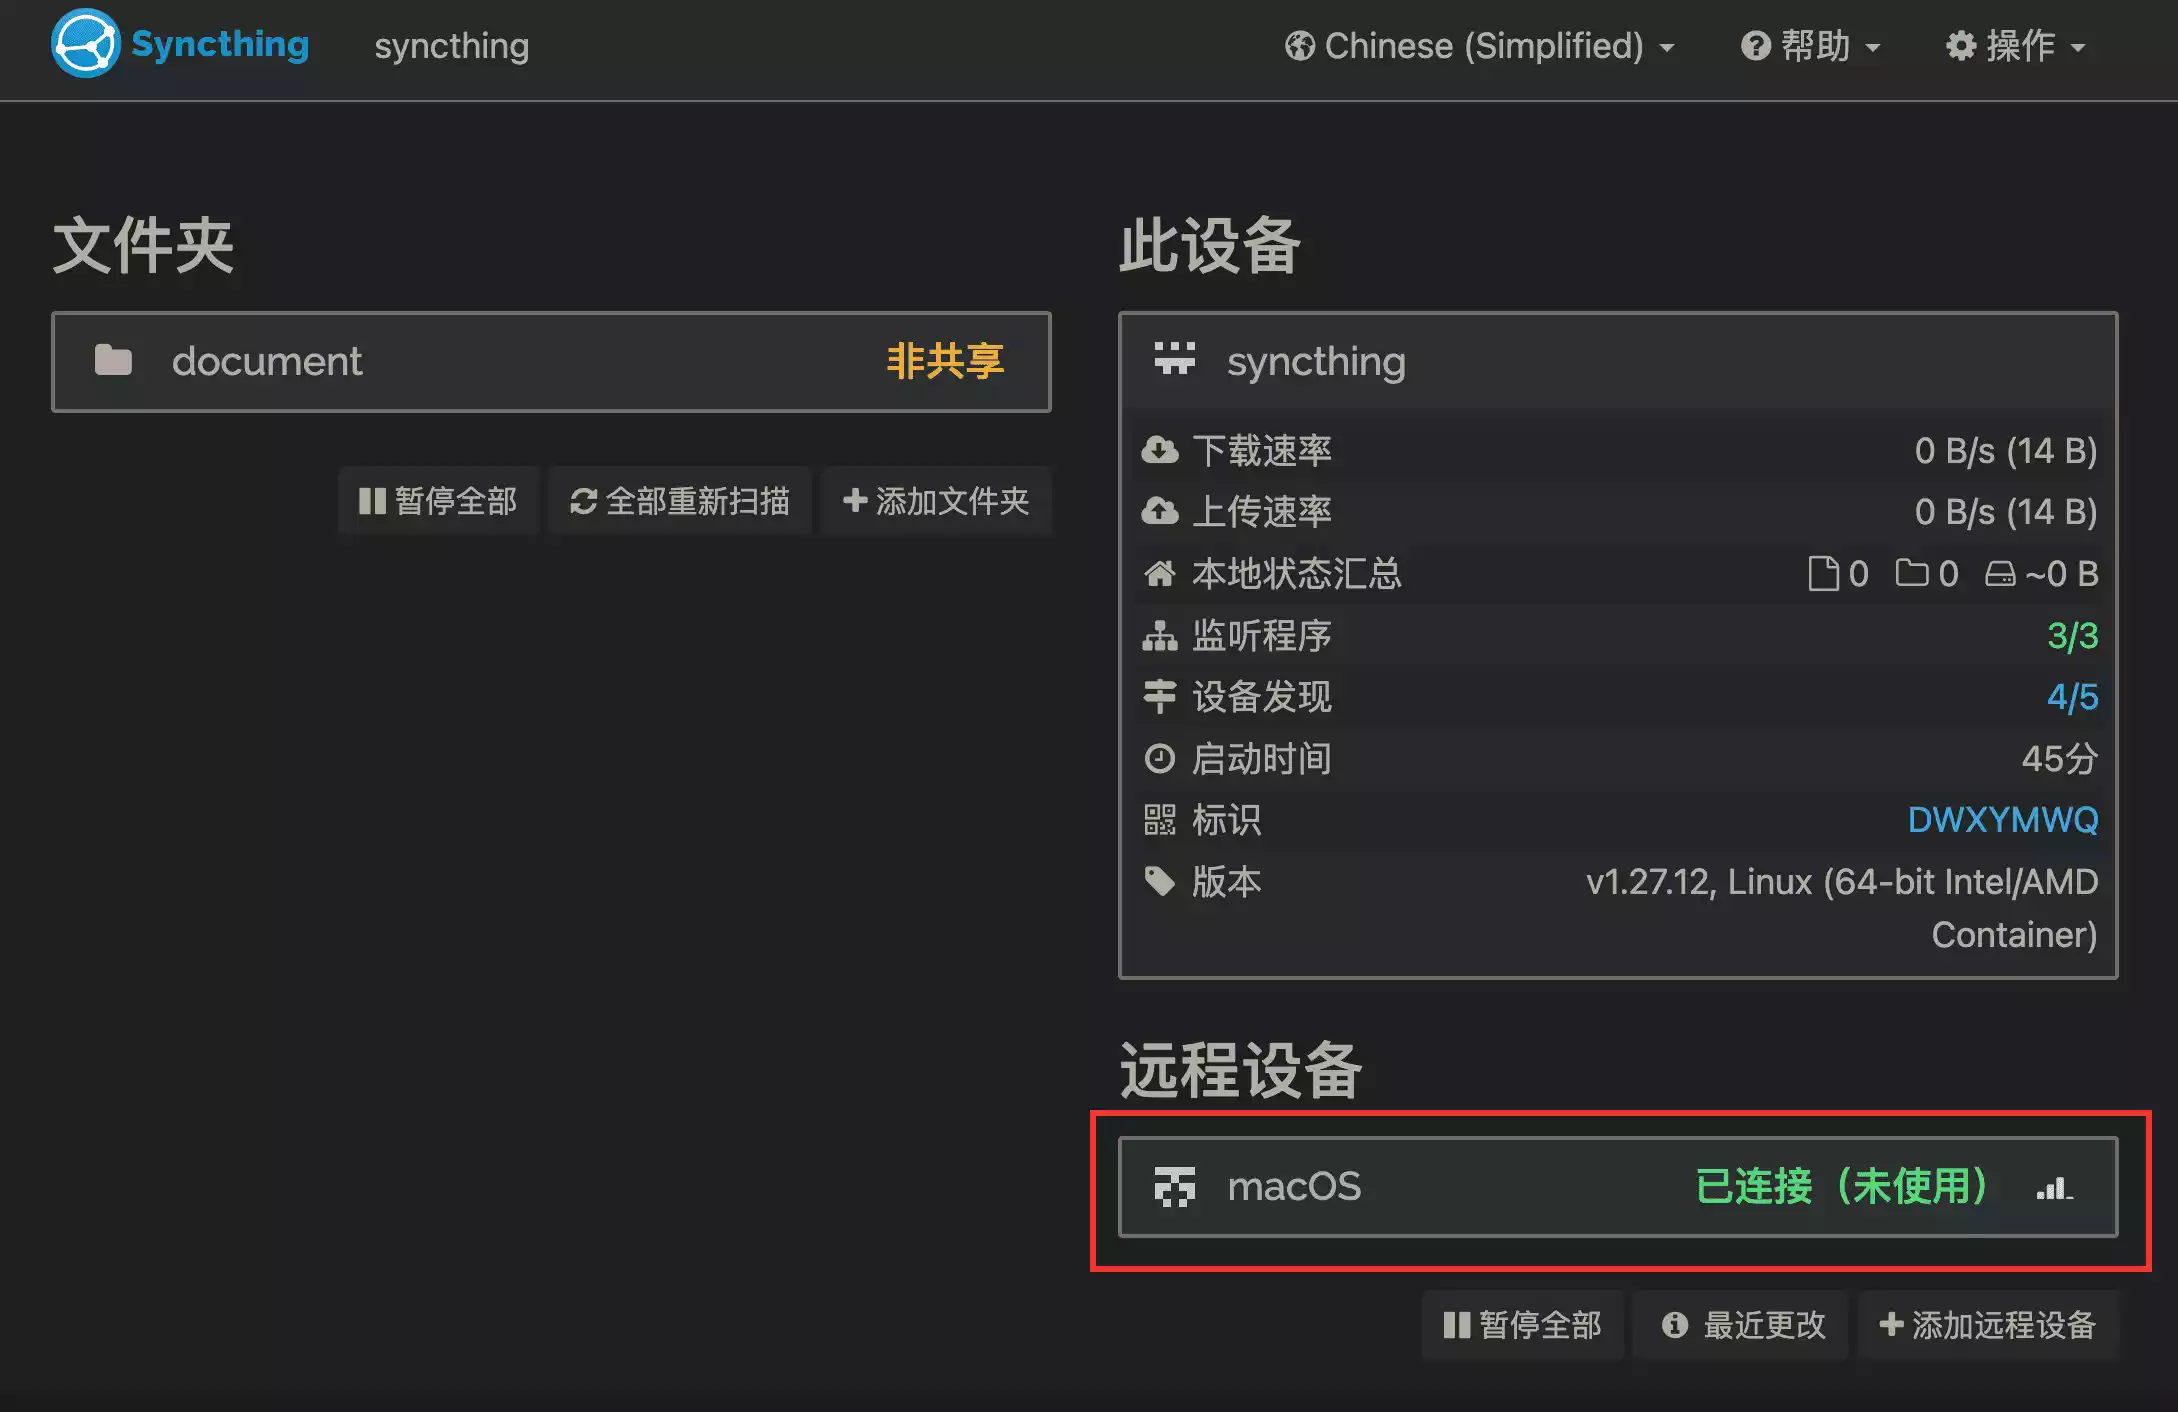 Syncthing
syncthing
Chinese (Simplified)
帮助
操作
文件夹
document
非共享
暂停全部
全部重新扫描
添加文件夹
此设备
syncthing
下载速率
0 B/s (14 B)
上传速率
0 B/s (14 B)
本地状态汇总
0 0 ~0 B
监听程序
3/3
设备发现
4/5
启动时间
45分
标识
DWXYMWQ
版本
v1.27.12, Linux (64-bit Intel/AMD
Container)
远程设备
macOS
已连接（未使用）
暂停全部
最近更改
添加远程设备